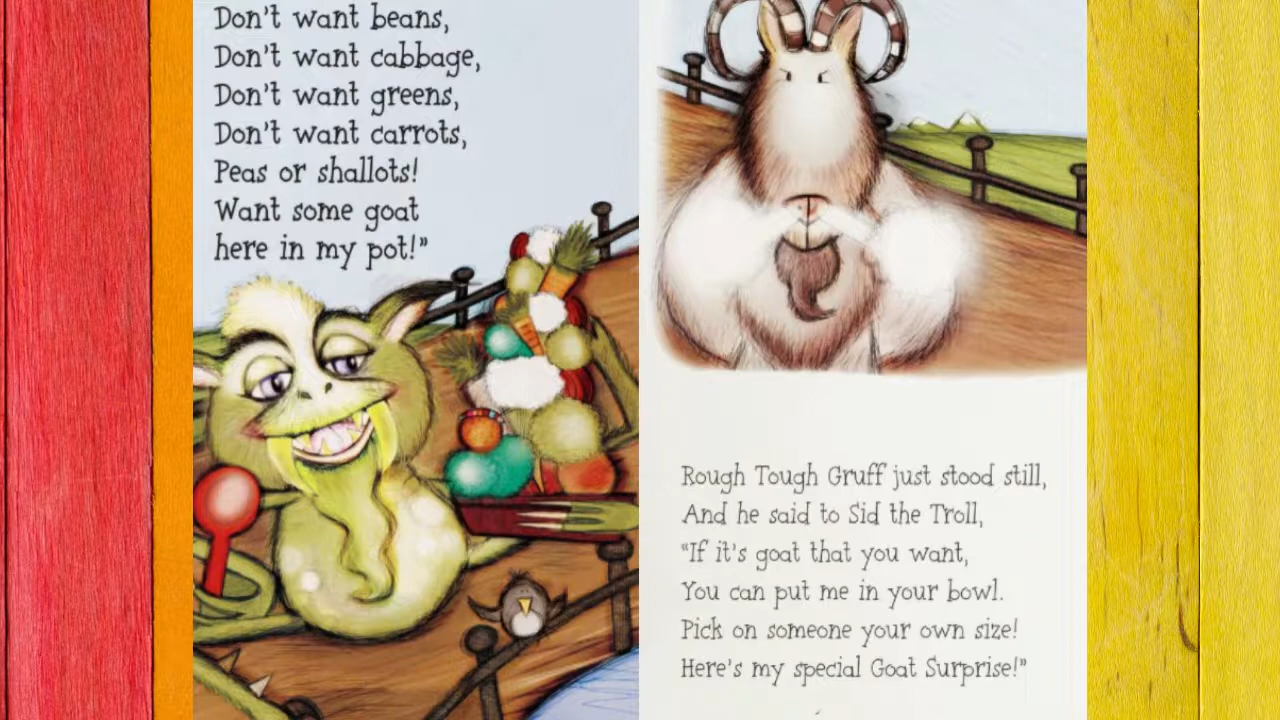 Don't want beans,
Don't want cabbage,
Don't want greens,
Don't want carrots,
Peas or shallots!
Want some goat
here in my pot!"
Rough Tough Gruff just stood still,
And he said to Sid the Troll,
"If it's goat that you want,
You can put me in your bowl.
Pick on someone your own size!
Here's my special Goat Surprise!"